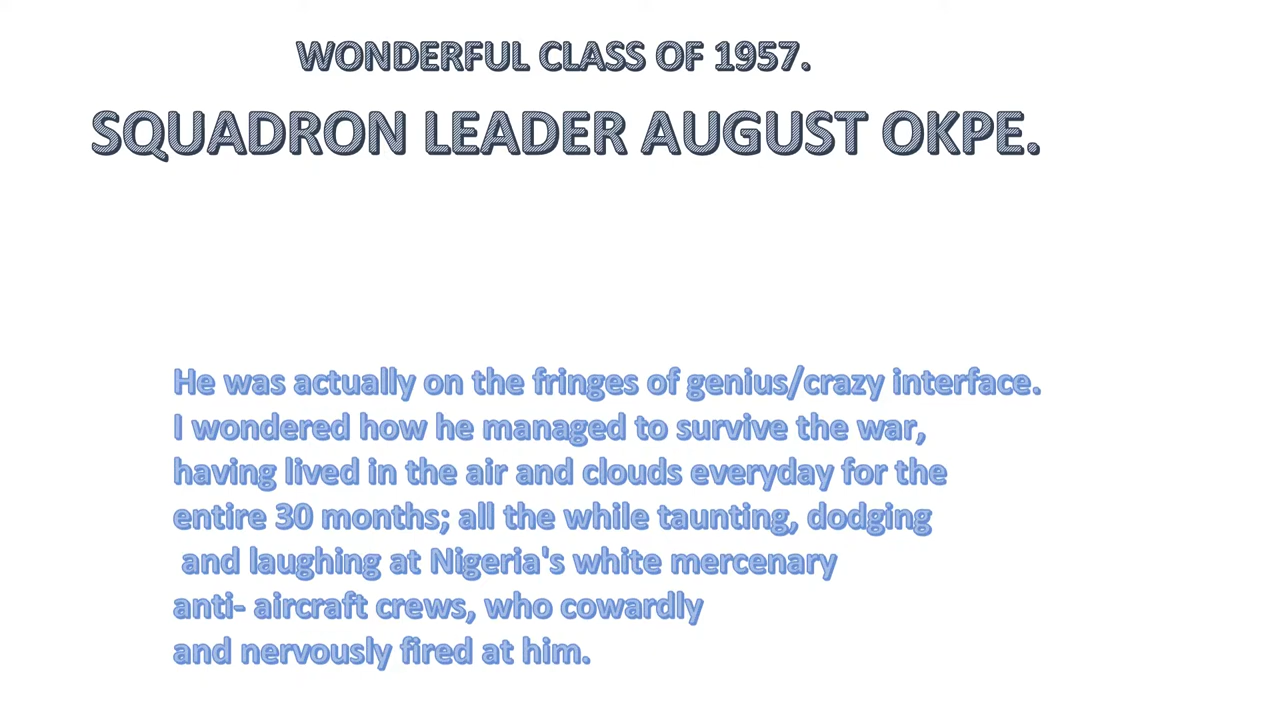 WONDERFUL CLASS OF 1957.
SQUADRON LEADER AUGUST OKPE.
He was actually on the fringes of genius/crazy interface.
I wondered how he managed to survive the war,
having lived in the air and clouds everyday for the
entire 30 months; all the while taunting, dodging
and laughing at Nigeria's white mercenary
anti- aircraft crews, who cowardly
and nervously fired at him.